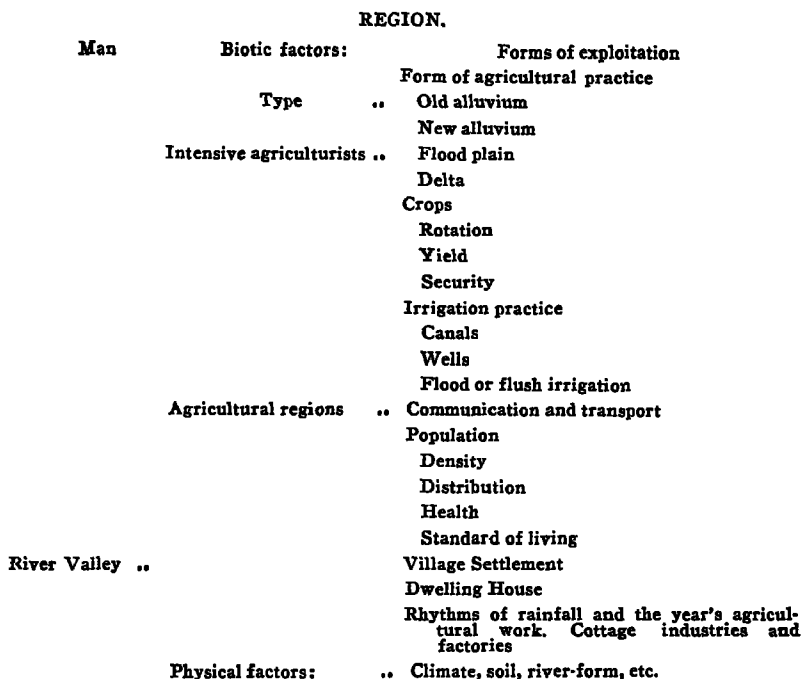 REGION.
Man Biotic factors: Forms of exploitation
Form of agricultural practice
Type .. Old alluvium
New alluvium
Intensive agriculturists .. Flood plain
Delta
Crops
Rotation
Yield
Security
Irrigation practice
Canals
Wells
Flood or flush irrigation
Agricultural regions .. Communication and transport
Population
Density
Distribution
Health
Standard of living
River Valley .. Village Settlement
Dwelling House
Rhythms of rainfall and the year's agricul-
tural work. Cottage industries and
factories
Physical factors: .. Climate, soil, river-form, etc.